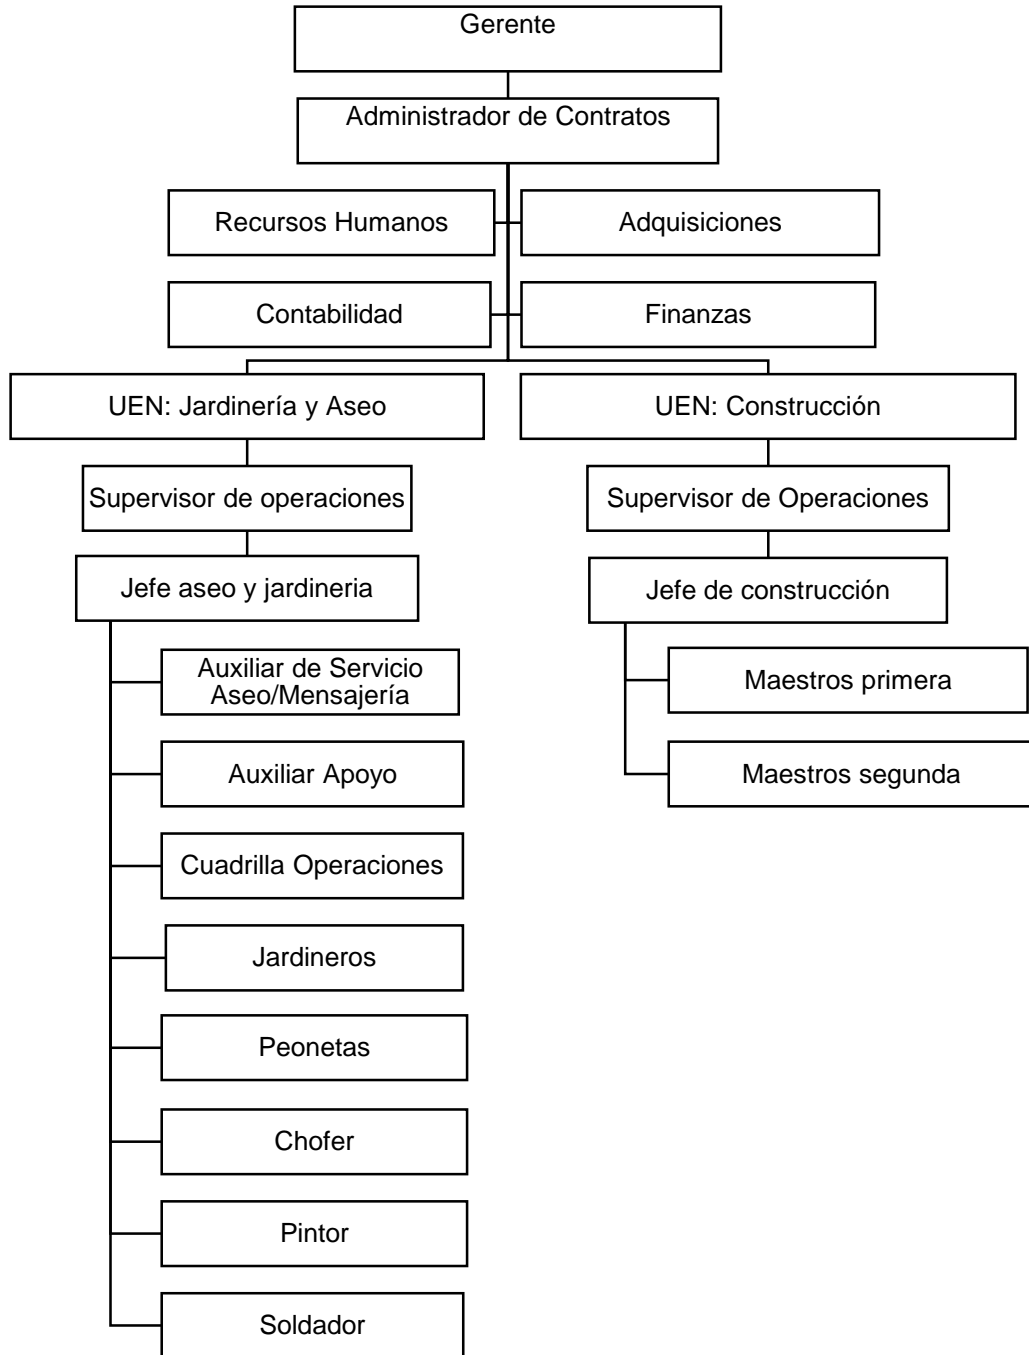 Gerente
Administrador de Contratos
Recursos Humanos
Adquisiciones
Contabilidad
Finanzas
UEN: Jardinería y Aseo
UEN: Construcción
Supervisor de operaciones
Supervisor de Operaciones
Jefe aseo y jardineria
Jefe de construcción
Auxiliar de Servicio
Aseo/Mensajería
Maestros primera
Auxiliar Apoyo
Maestros segunda
Cuadrilla Operaciones
Jardineros
Peonetas
Chofer
Pintor
Soldador